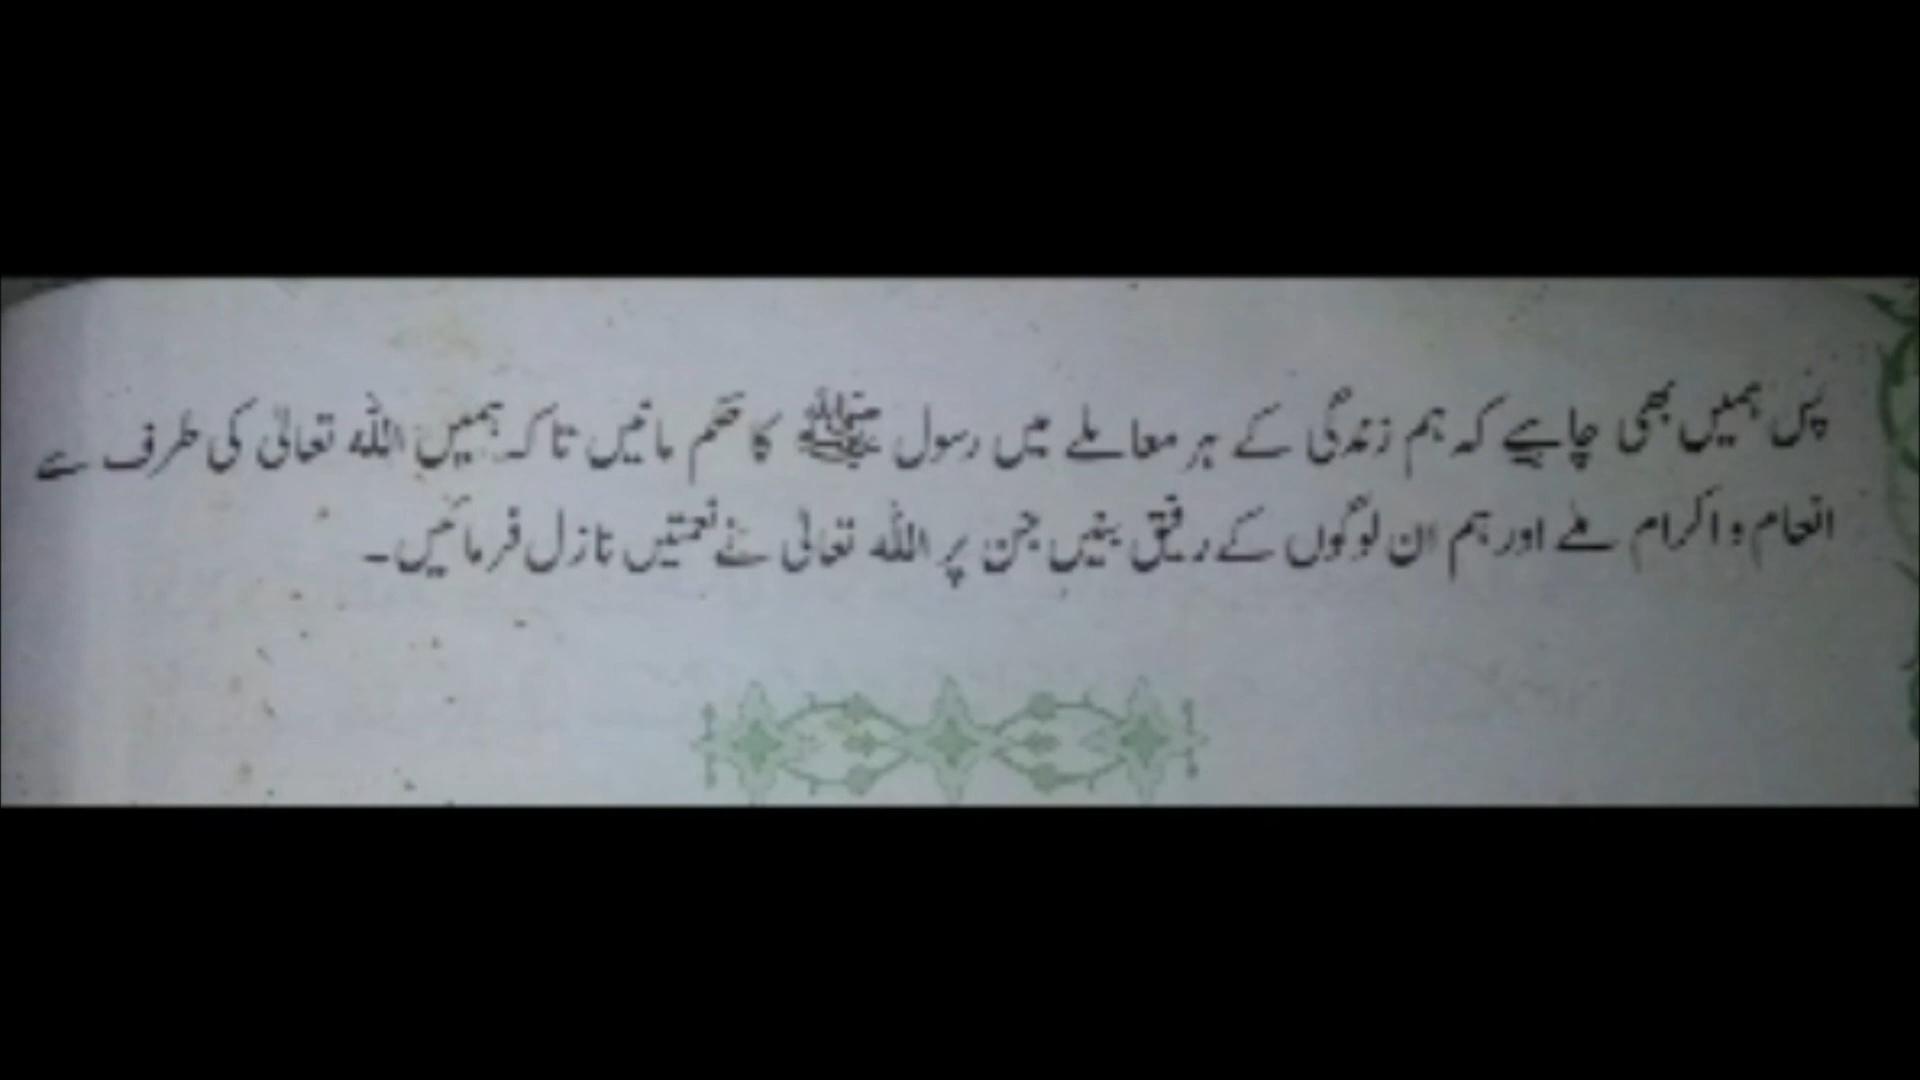 پس ہمیں بھی چاہیے کہ ہم زندگی کے ہر معاملے میں رسول ﷺ کا حکم مانیں تاکہ ہمیں اللہ تعالیٰ کی طرف سے
انعام و اکرام ملے اور ہم ان لوگوں کے رفیق بنیں جن پر اللہ تعالیٰ نے نعمتیں نازل فرمائیں۔